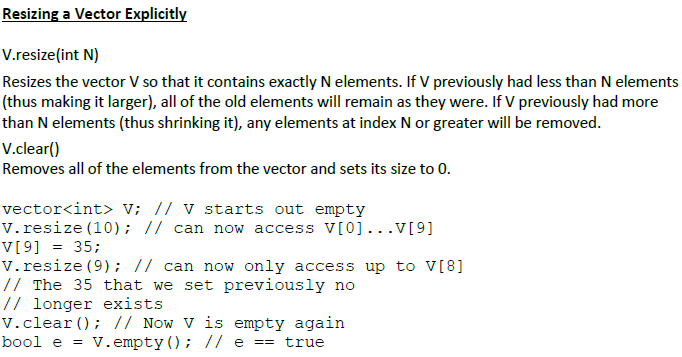 Resizing a Vector Explicitly
V.resize(int N)
Resizes the vector V so that it contains exactly N elements. If V previously had less than N elements
(thus making it larger), all of the old elements will remain as they were. If V previously had more
than N elements (thus shrinking it), any elements at index N or greater will be removed.
V.clear()
Removes all of the elements from the vector and sets its size to 0.
vector<int> V; // V starts out empty
V.resize(10); // can now access V[0]...V[9]
V[9] = 35;
V.resize(9); // can now only access up to V[8]
// The 35 that we set previously no
// longer exists
V.clear(); // Now V is empty again
bool e = V.empty(); // e == true